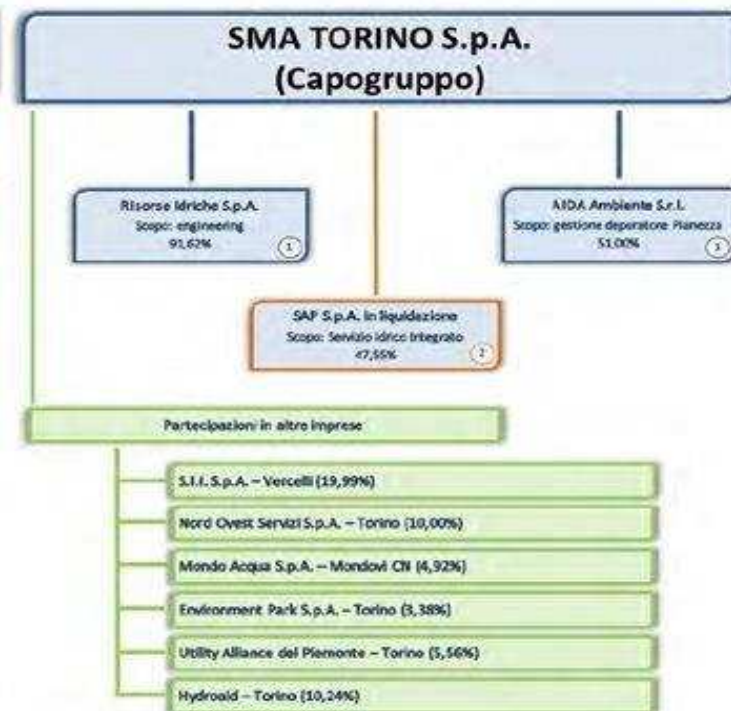 SMA TORINO S.p.A.
(Capogruppo)
Risorse Idriche S.p.A.
Scopo: engineering
91,62%
1
AIDA Ambiente S.r.l.
Scopo: gestione depuratore Pianezza
51,00%
3
SAP S.p.A. in liquidazione
Scopo: Servizio Idrico Integrato
47,55%
2
Partecipazioni in altre imprese
S.I.I. S.p.A. – Vercelli (19,99%)
Nord Ovest Servizi S.p.A. – Torino (10,00%)
Mondo Acqua S.p.A. – Mondovì CN (4,92%)
Environment Park S.p.A. – Torino (3,38%)
Utility Alliance del Piemonte – Torino (5,56%)
Hydroaid – Torino (10,24%)